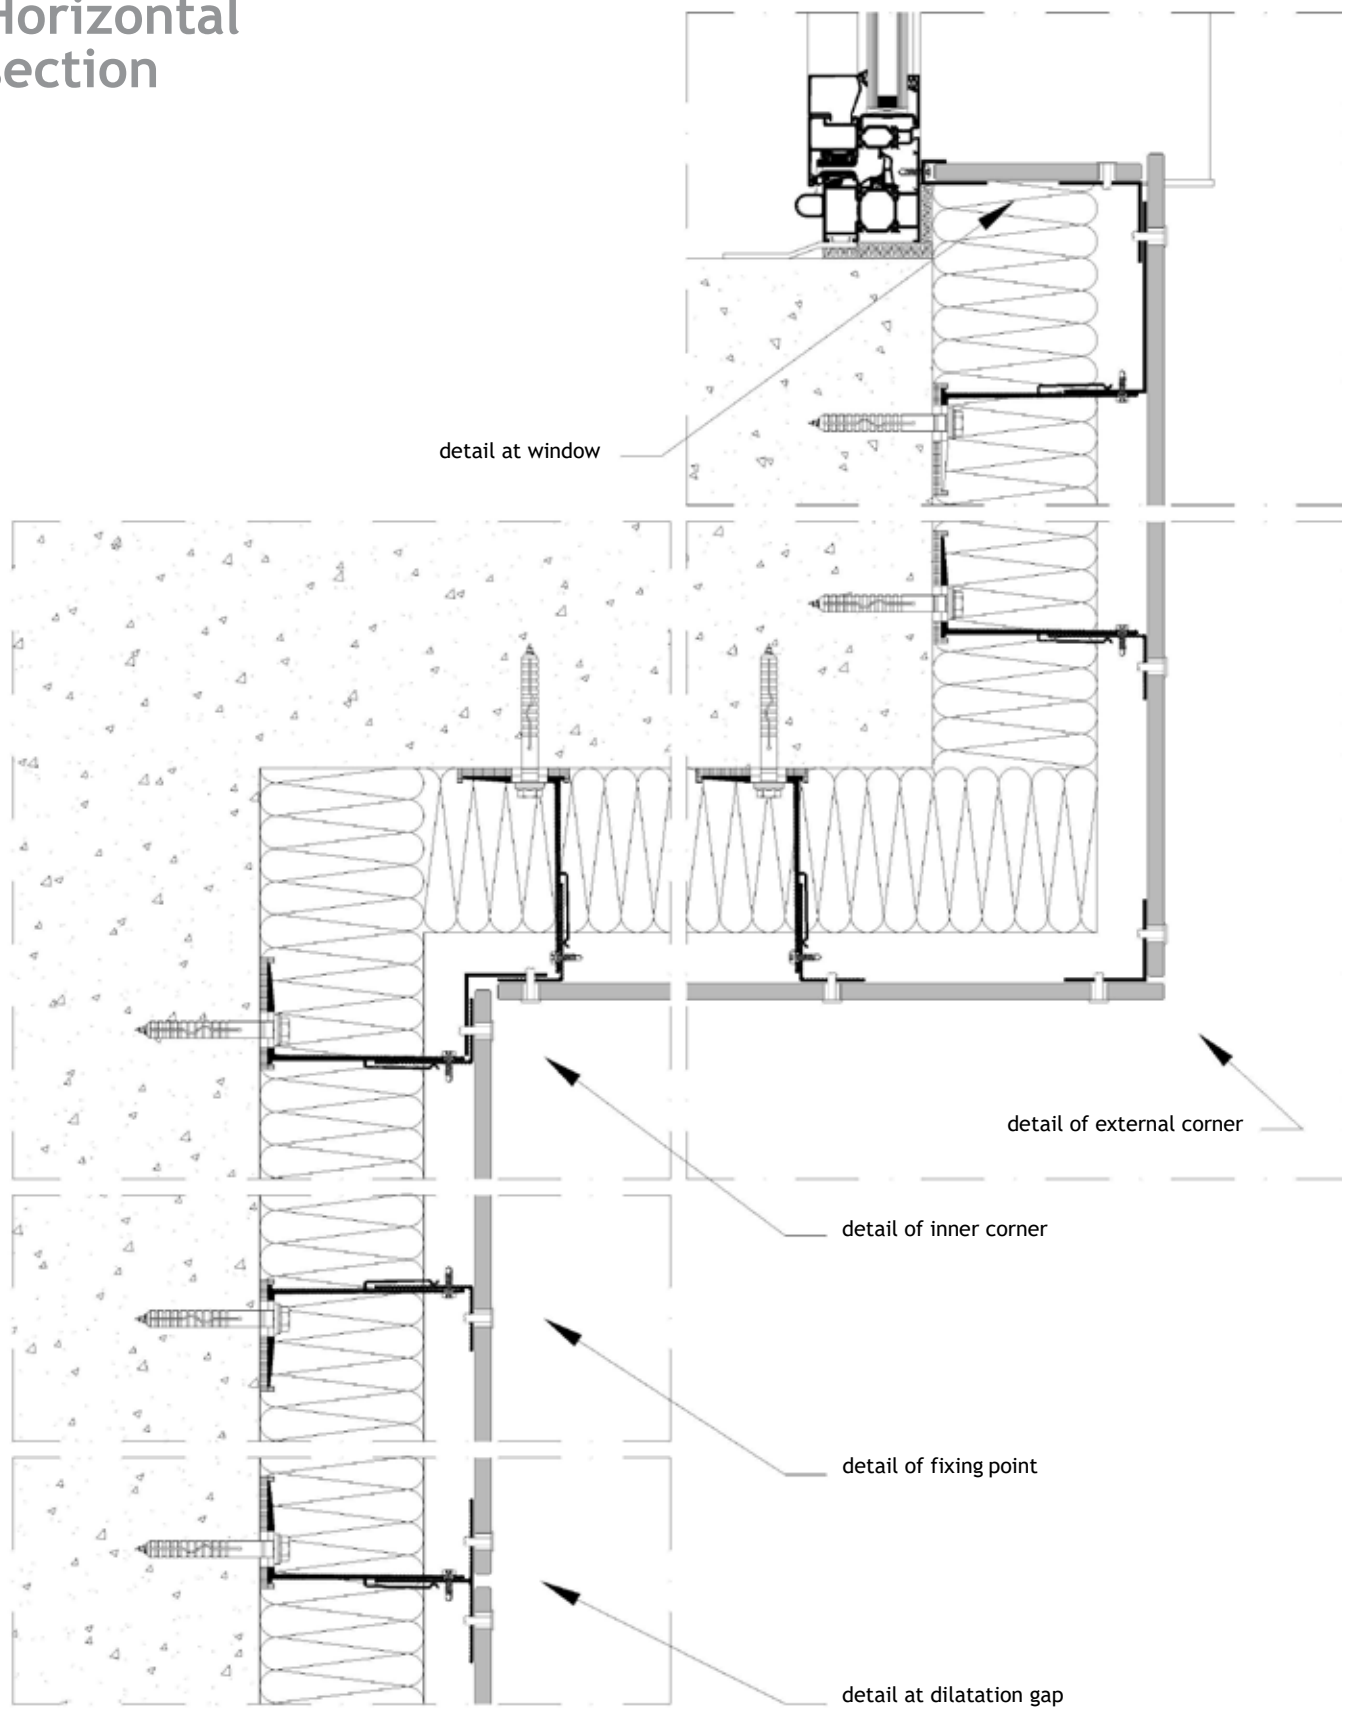 Horizontal
section
detail at window
detail of external corner
detail of inner corner
detail of fixing point
detail at dilatation gap